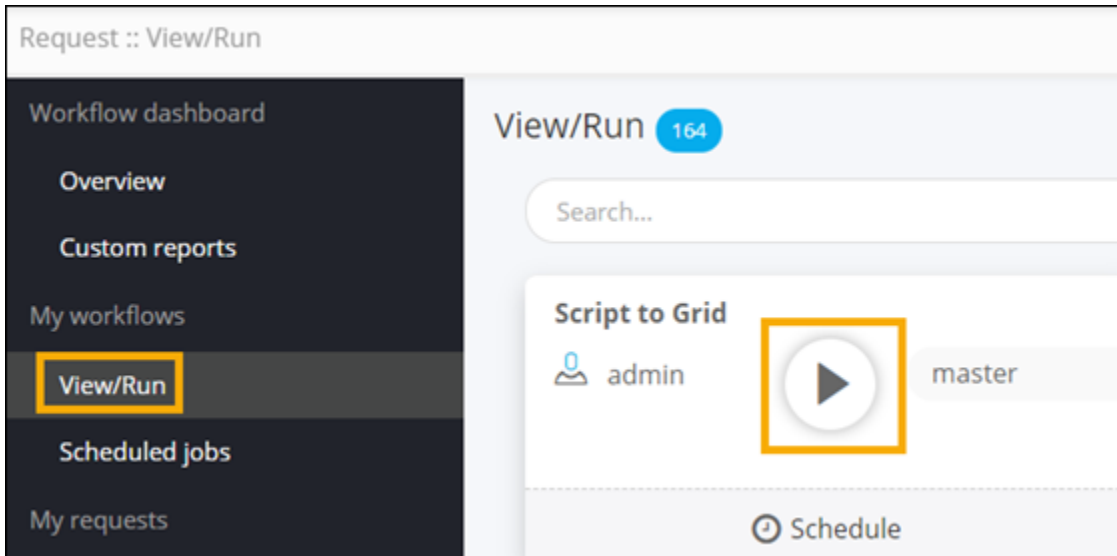 Request :: View/Run
Workflow dashboard
Overview
Custom reports
My workflows
View/Run
Scheduled jobs
My requests
View/Run 164
Search...
Script to Grid
admin
master
Schedule